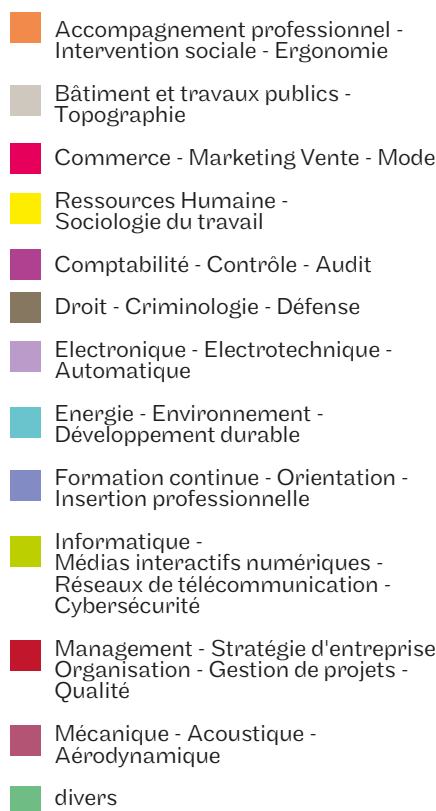 Accompagnement professionnel -
Intervention sociale - Ergonomie
Bâtiment et travaux publics -
Topographie
Commerce - Marketing Vente - Mode
Ressources Humaine -
Sociologie du travail
Comptabilité - Contrôle - Audit
Droit - Criminologie - Défense
Electronique - Electrotechnique -
Automatique
Energie - Environnement -
Développement durable
Formation continue - Orientation -
Insertion professionnelle
Informatique -
Médias interactifs numériques -
Réseaux de télécommunication -
Cybersécurité
Management - Stratégie d'entreprise
Organisation - Gestion de projets -
Qualité
Mécanique - Acoustique -
Aérodynamique
divers